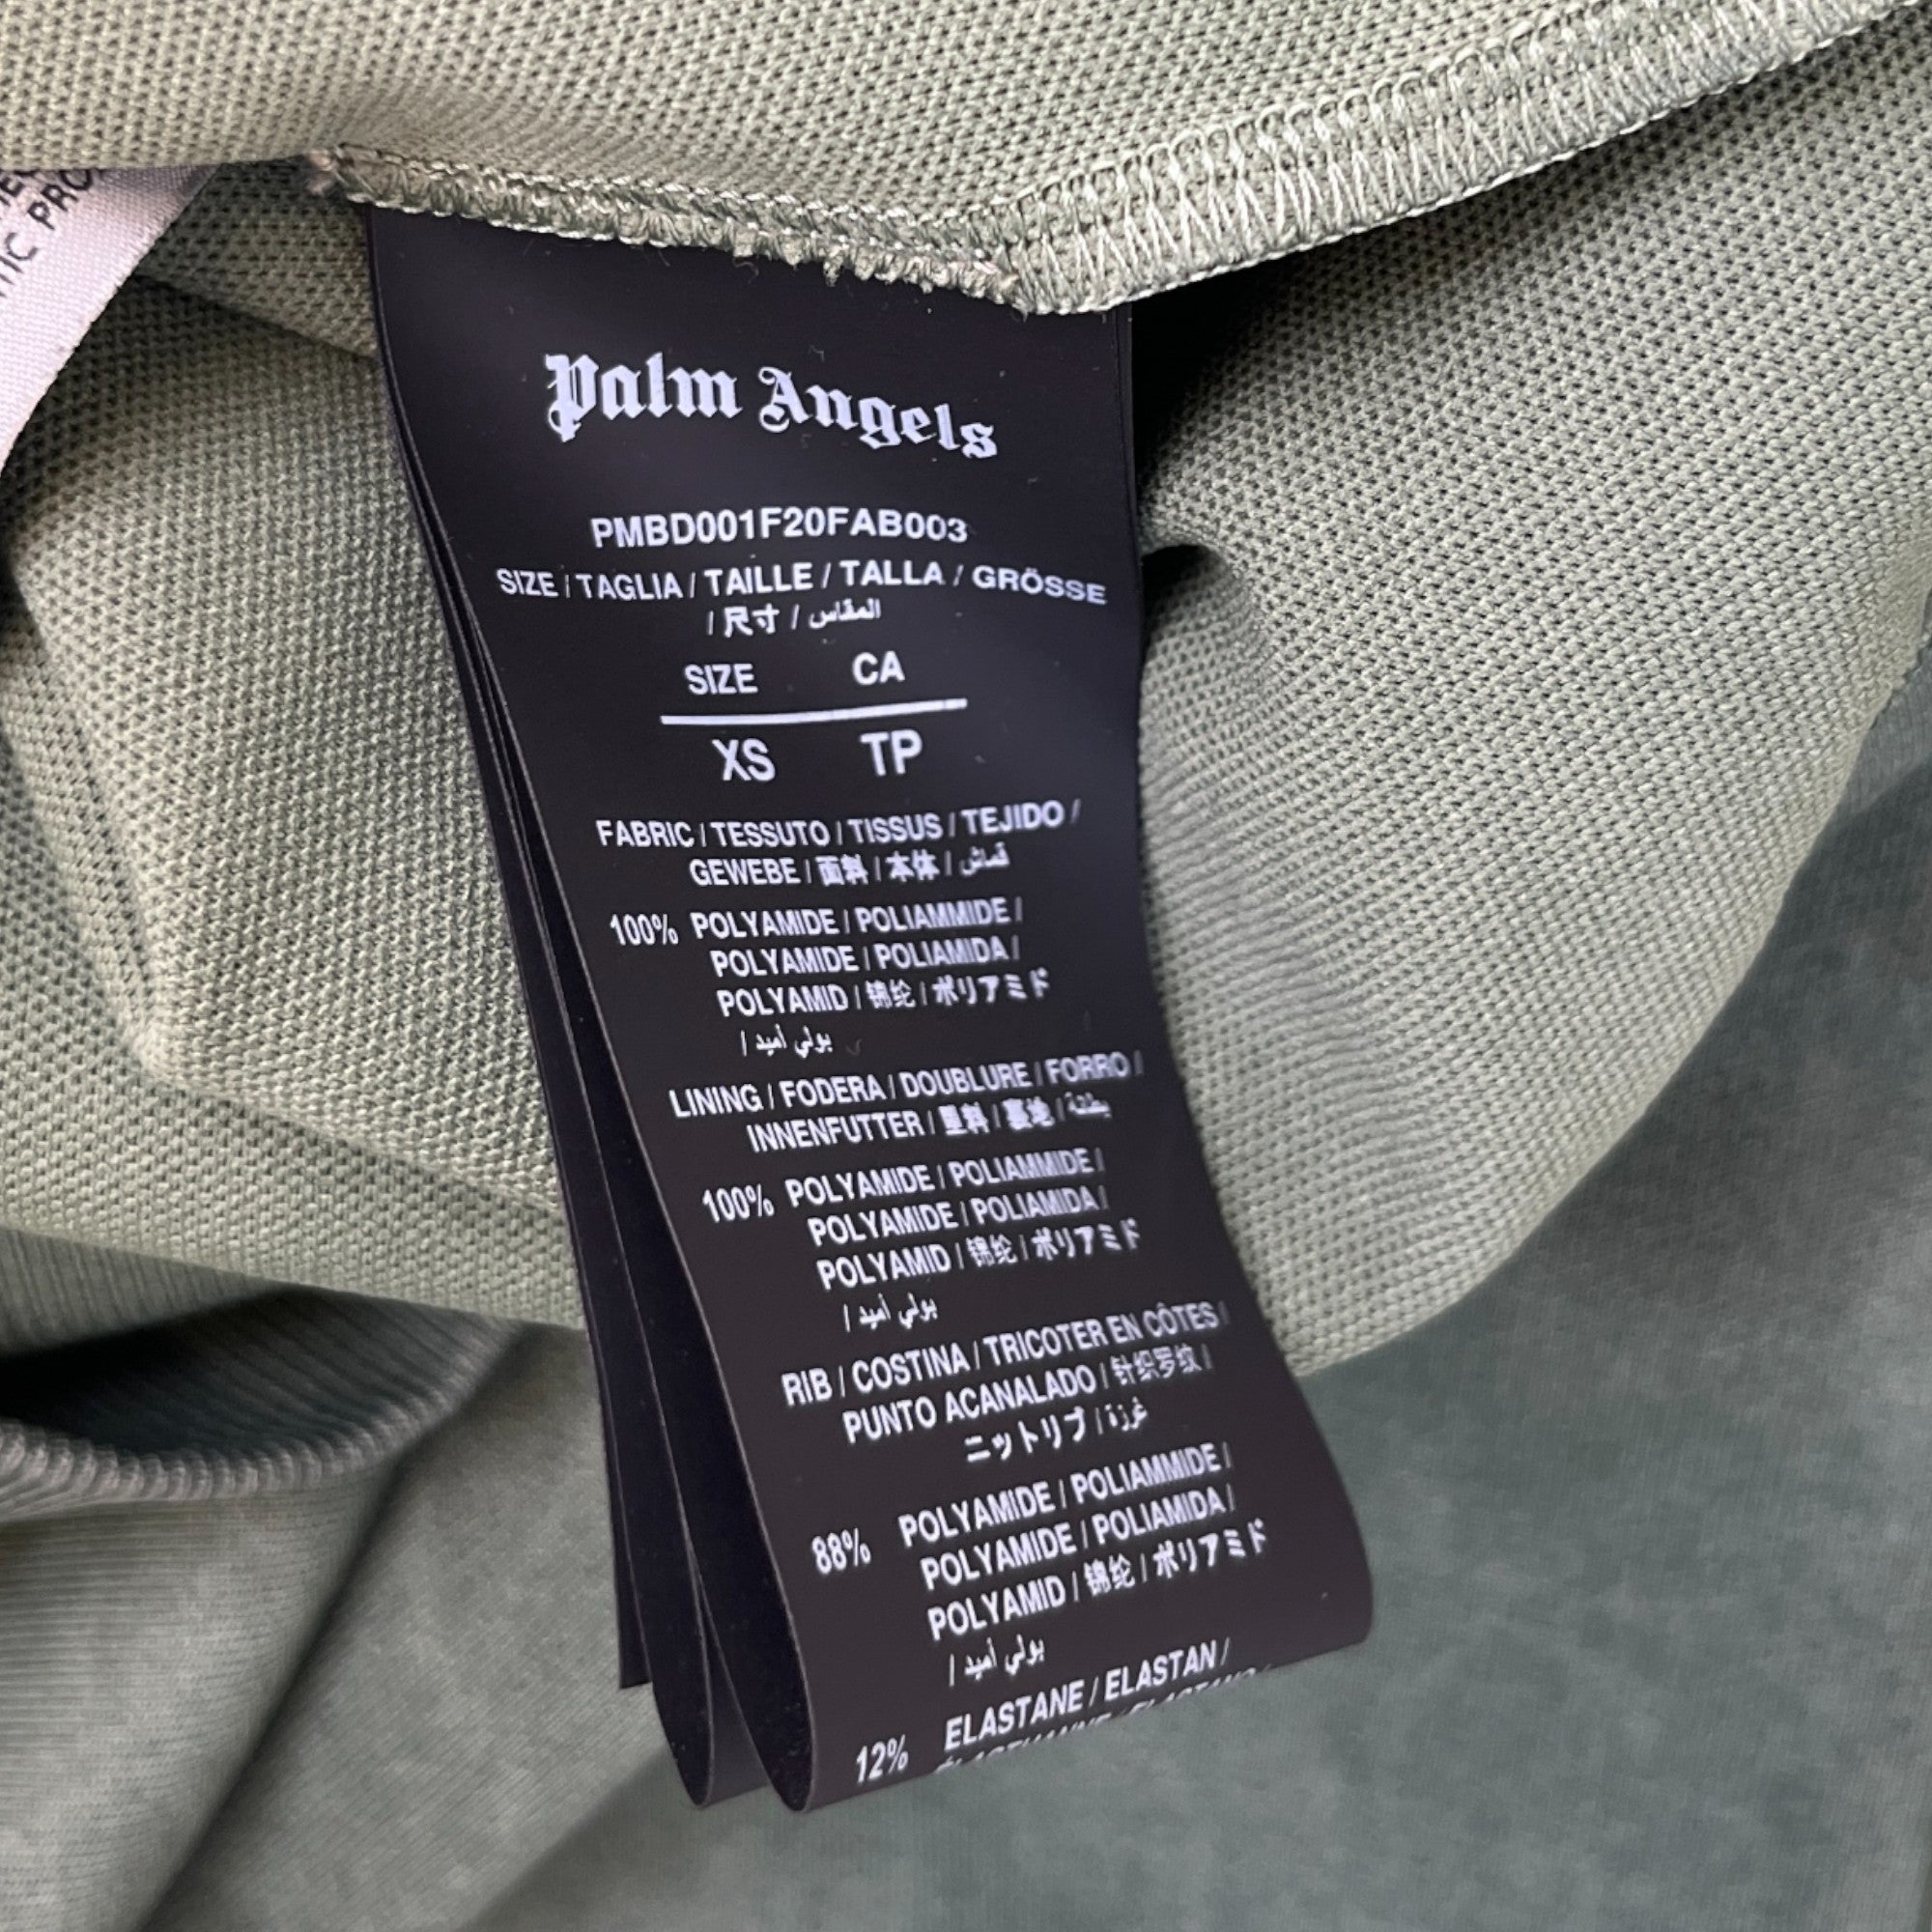 TIC PRO
Palm Angels
PMBD001F20FAB003
SIZE / TAGLIA / TAILLE / TALLA / GRÖSSE
/ 尺寸 / المقاس
SIZE CA
XS TP
FABRIC / TESSUTO / TISSUS / TEJIDO /
GEWEBE / 面料 / 本体 / قماش
100% POLYAMIDE / POLIAMMIDE /
POLYAMIDE / POLIAMIDA /
POLYAMID / 锦纶 / ポリアミド
/ بولي أميد
LINING / FODERA / DOUBLURE / FORRO /
INNENFUTTER / 里料 / 裏地 / بطانة
100% POLYAMIDE / POLIAMMIDE /
POLYAMIDE / POLIAMIDA /
POLYAMID / 锦纶 / ポリアミド
/ بولي أميد
RIB / COSTINA / TRICOTER EN CÔTES /
PUNTO ACANALADO / 针织罗纹 /
ニットリブ / غرزة
88% POLYAMIDE / POLIAMMIDE /
POLYAMIDE / POLIAMIDA /
POLYAMID / 锦纶 / ポリアミド
/ بولي أميد
12% ELASTANE / ELASTAN /